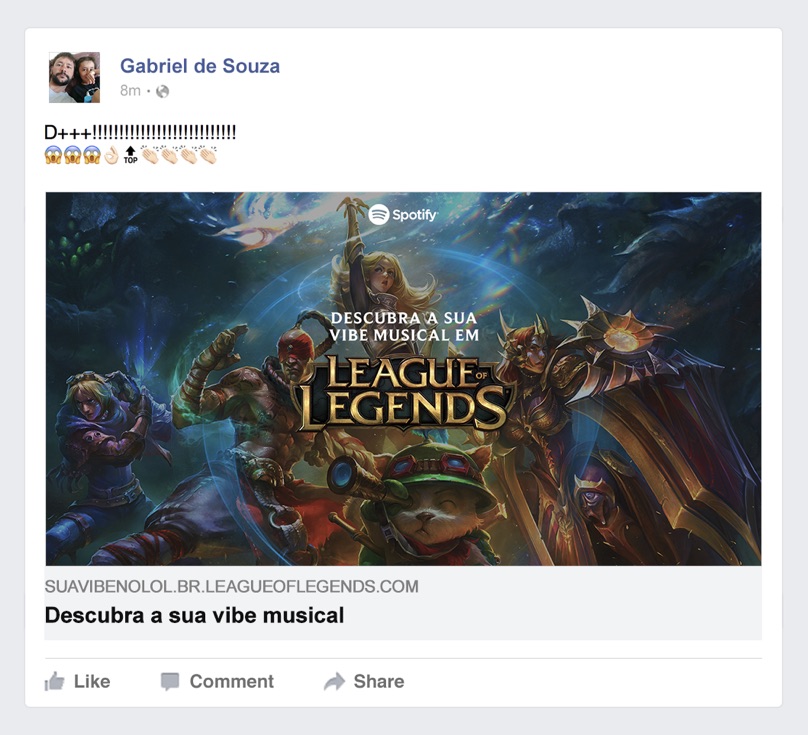 Gabriel de Souza
8m ·
D+++!!!!!!!!!!!!!!!!!!!!!!!!!!!
😱😱😱👌🏻🔝👏🏻👏🏻👏🏻👏🏻
Spotify
DESCUBRA A SUA
VIBE MUSICAL EM
LEAGUE OF
LEGENDS
SUAVIBENOLOL.BR.LEAGUEOFLEGENDS.COM
Descubra a sua vibe musical
Like Comment Share